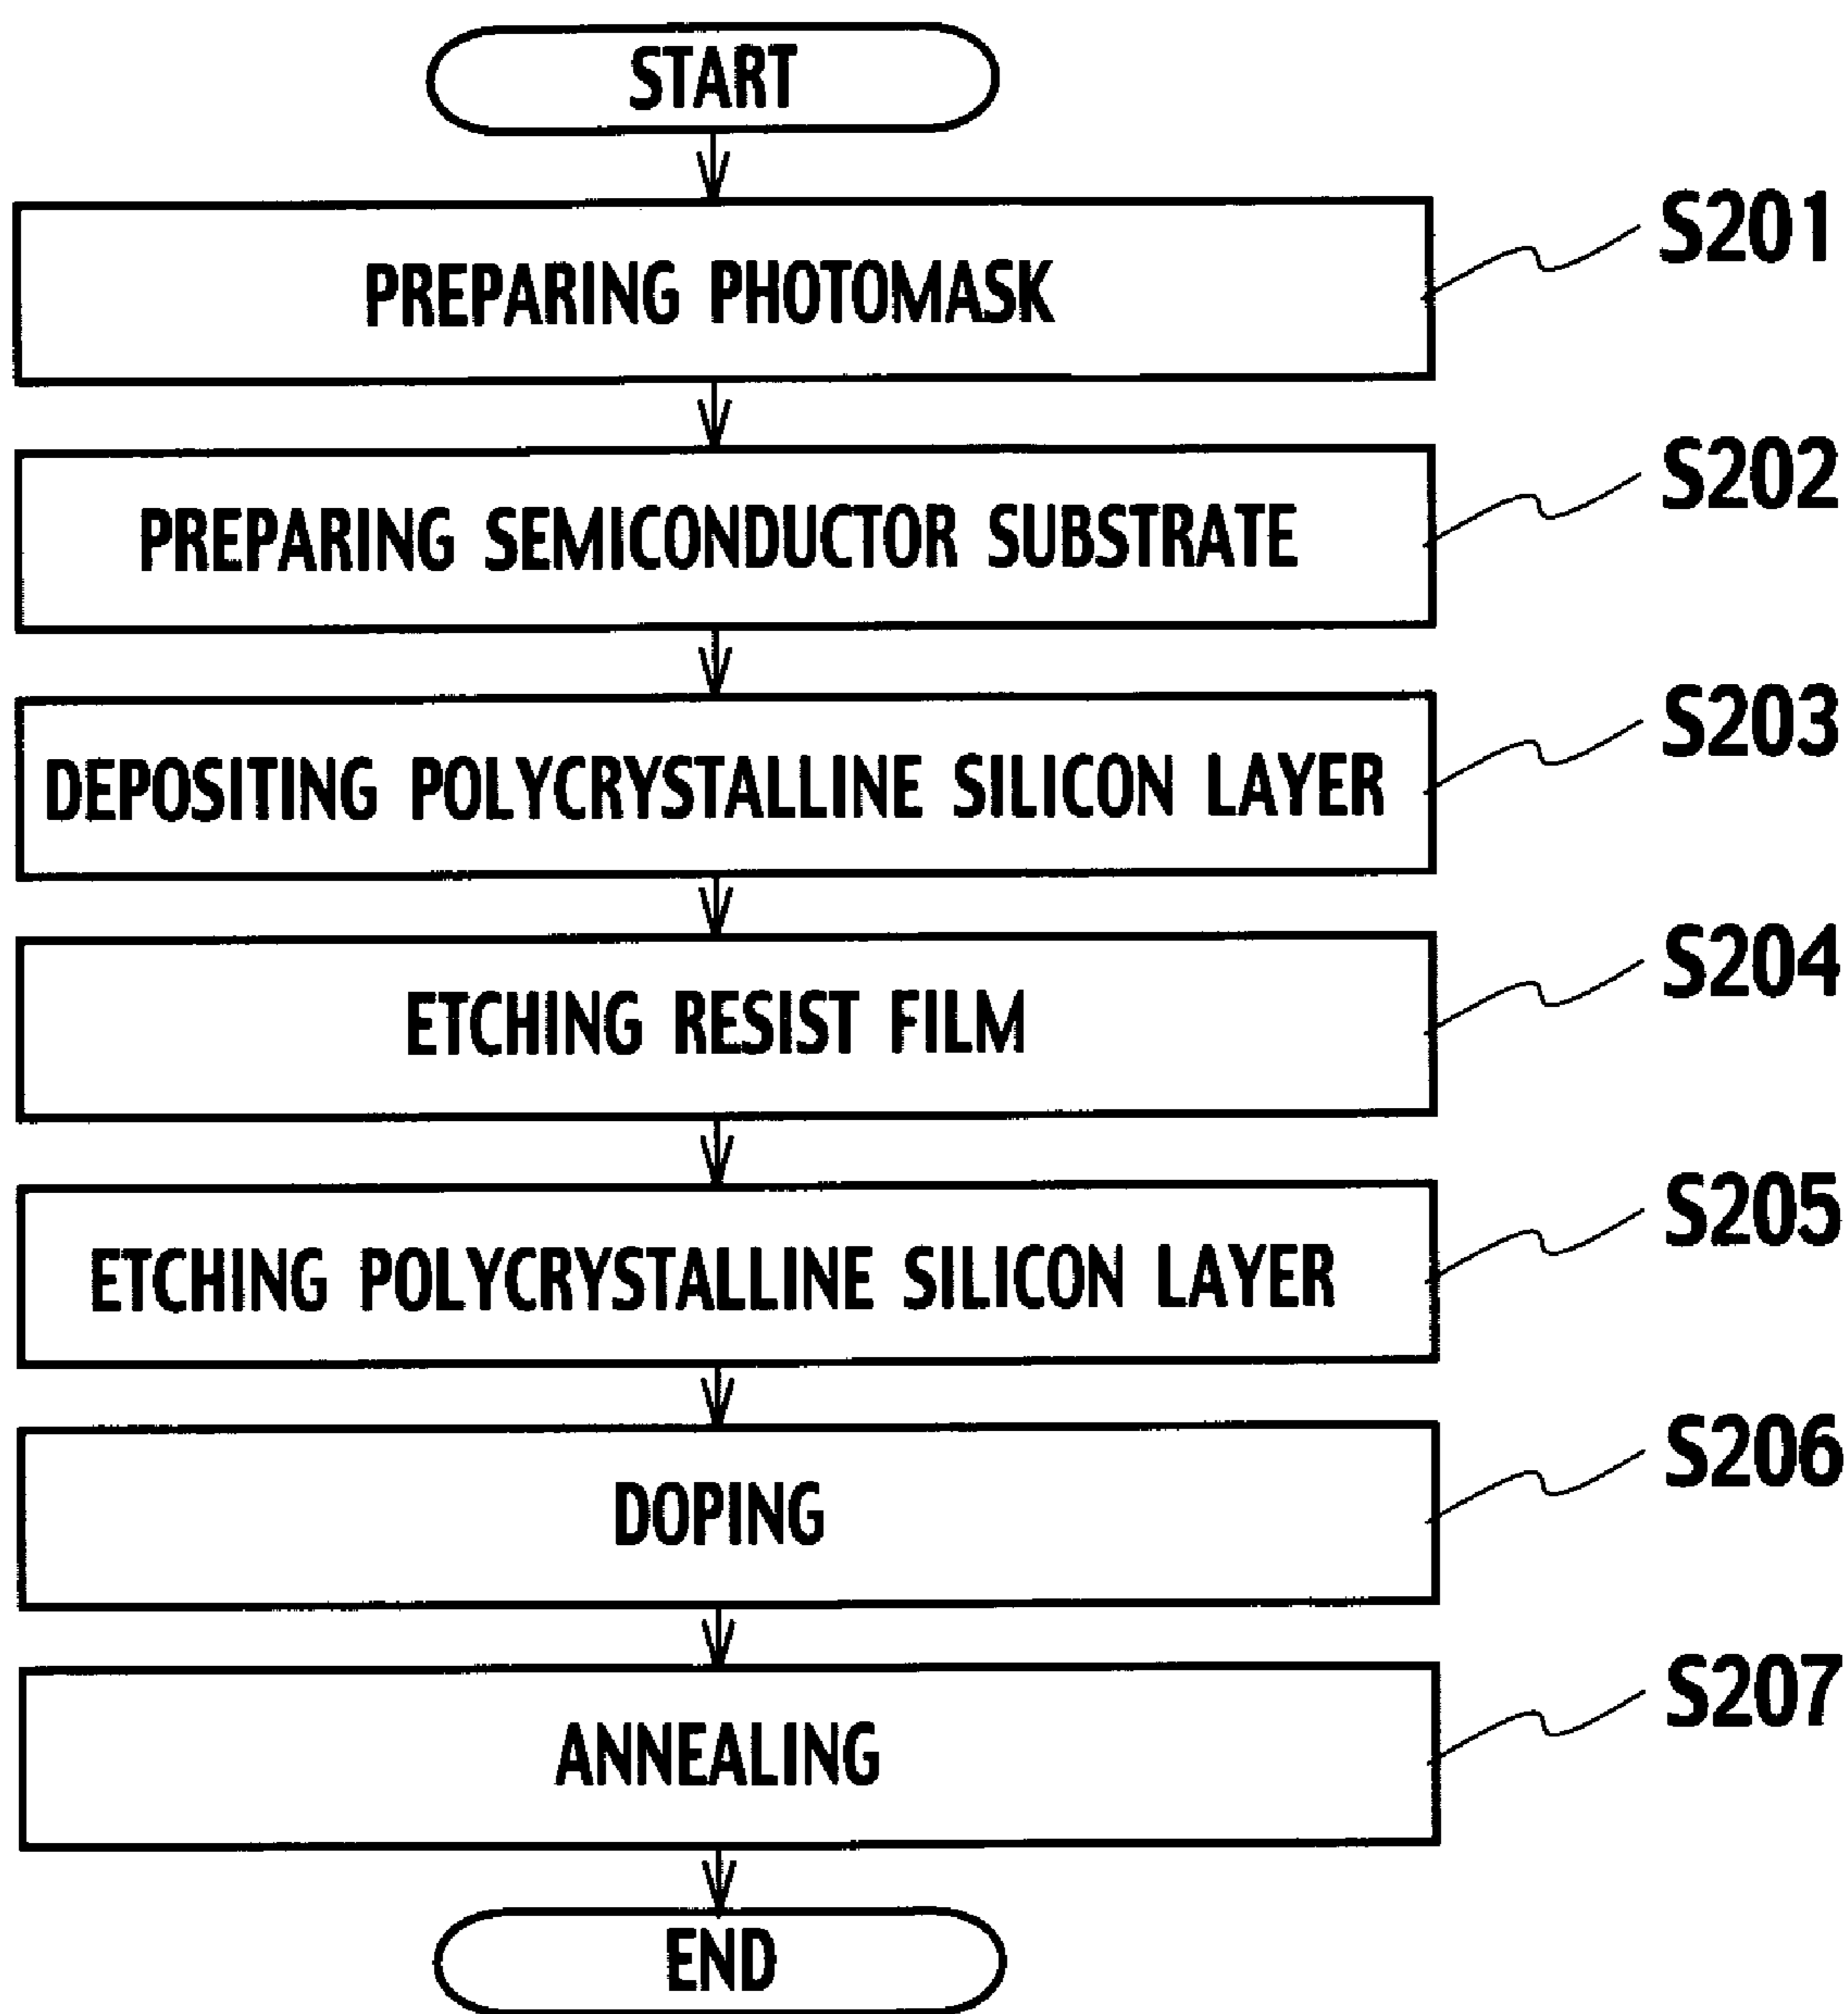 START
PREPARING PHOTOMASK
S201
PREPARING SEMICONDUCTOR SUBSTRATE
S202
DEPOSITING POLYCRYSTALLINE SILICON LAYER
S203
ETCHING RESIST FILM
S204
ETCHING POLYCRYSTALLINE SILICON LAYER
S205
DOPING
S206
ANNEALING
S207
END